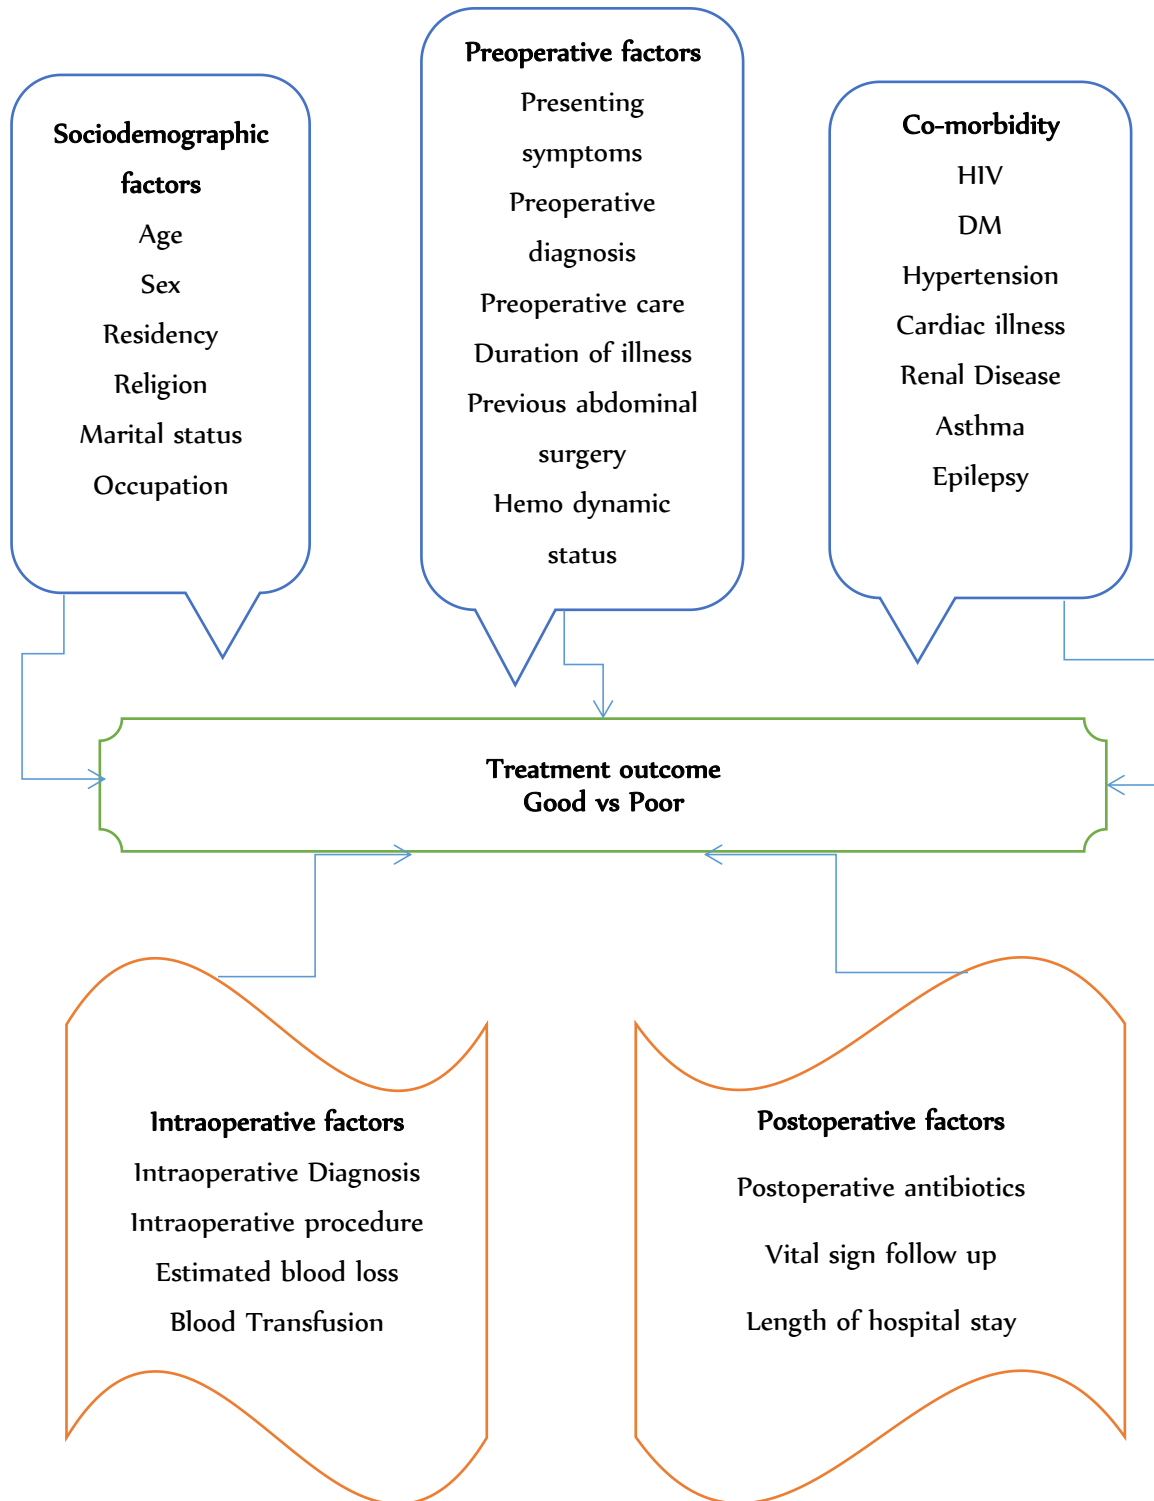 Sociodemographic
factors
Age
Sex
Residency
Religion
Marital status
Occupation
Preoperative factors
Presenting
symptoms
Preoperative
diagnosis
Preoperative care
Duration of illness
Previous abdominal
surgery
Hemo dynamic
status
Co-morbidity
HIV
DM
Hypertension
Cardiac illness
Renal Disease
Asthma
Epilepsy
Treatment outcome
Good vs Poor
Intraoperative factors
Intraoperative Diagnosis
Intraoperative procedure
Estimated blood loss
Blood Transfusion
Postoperative factors
Postoperative antibiotics
Vital sign follow up
Length of hospital stay